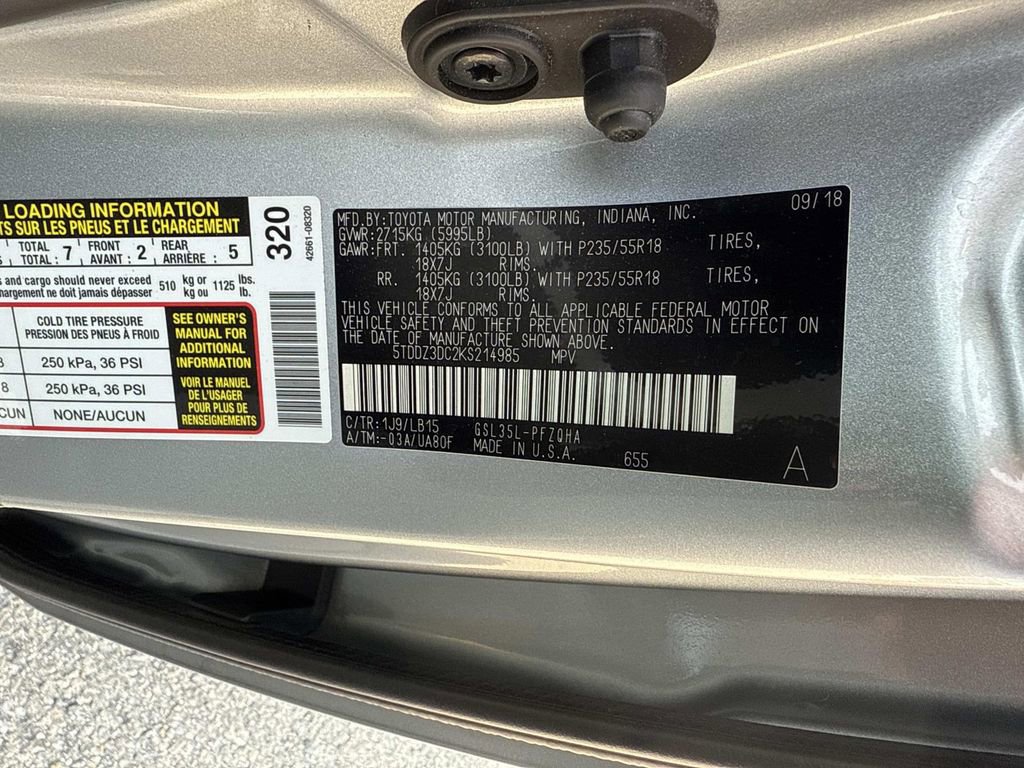 LOADING INFORMATION
TS SUR LES PNEUS ET LE CHARGEMENT
TOTAL : 7
TOTAL : 7
FRONT : 2
AVANT : 2
REAR : 5
ARRIÈRE : 5
s and cargo should never exceed 510 kg or 1125 lbs.
hargement ne doit jamais dépasser 510 kg ou 1125 lb.
COLD TIRE PRESSURE
PRESSION DES PNEUS À FROID
250 kPa, 36 PSI
8 250 kPa, 36 PSI
CUN NONE/AUCUN
SEE OWNER'S
MANUAL FOR
ADDITIONAL
INFORMATION
VOIR LE MANUEL
DE L'USAGER
POUR PLUS DE
RENSEIGNEMENTS
320
42661-08320
09/18
MFD.BY:TOYOTA MOTOR MANUFACTURING, INDIANA, INC.
GVWR:2715KG (5995LB)
GAWR:FRT. 1405KG (3100LB) WITH P235/55R18 TIRES,
18X7J RIMS.
RR. 1405KG (3100LB) WITH P235/55R18 TIRES,
18X7J RIMS.
THIS VEHICLE CONFORMS TO ALL APPLICABLE FEDERAL MOTOR
VEHICLE SAFETY AND THEFT PREVENTION STANDARDS IN EFFECT ON
THE DATE OF MANUFACTURE SHOWN ABOVE.
5TDDZ3DC2KS214985 MPV
C/TR:1J9/LB15 GSL35L-PFZQHA
A/TM:-03A/UA80F MADE IN U.S.A. 655
A